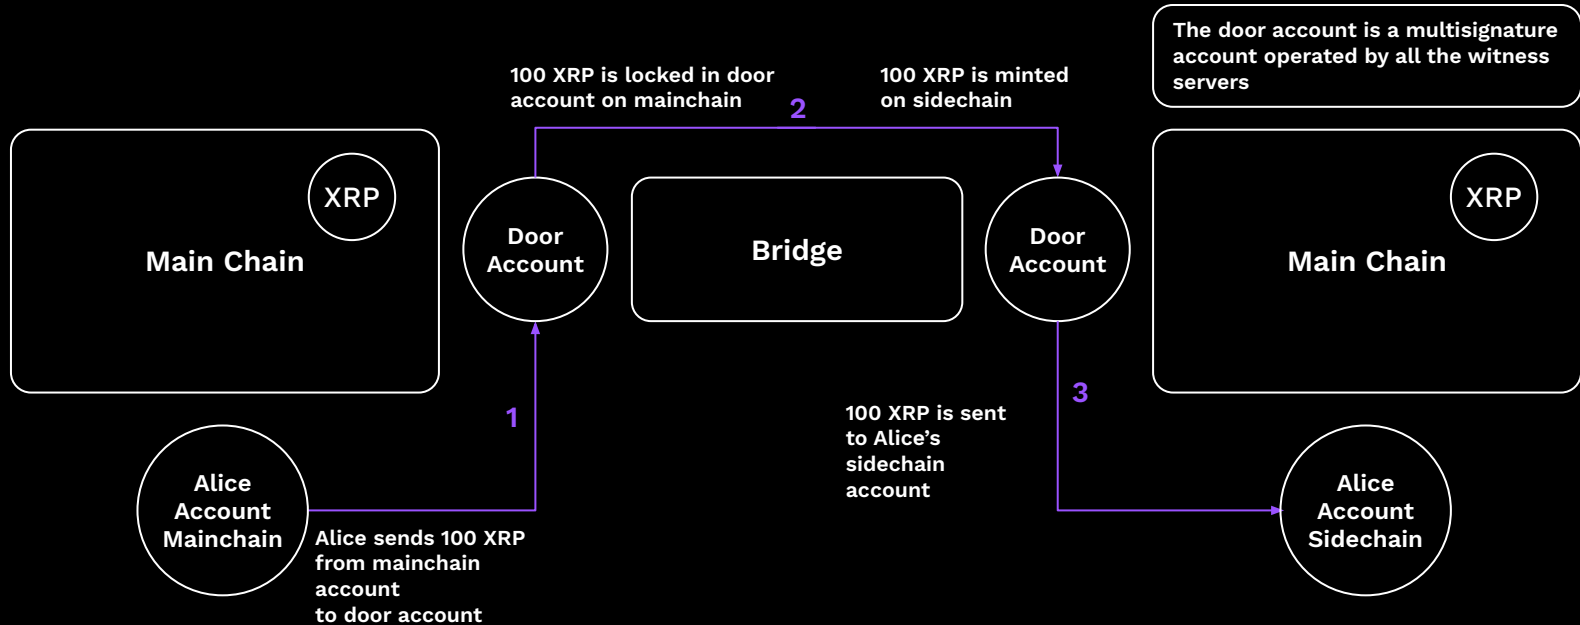 The door account is a multisignature
account operated by all the witness
servers
100 XRP is locked in door
account on mainchain
2
100 XRP is minted
on sidechain
XRP
Main Chain
Door
Account
Bridge
Door
Account
XRP
Main Chain
1
3
100 XRP is sent
to Alice’s
sidechain
account
Alice
Account
Mainchain
Alice sends 100 XRP
from mainchain
account
to door account
Alice
Account
Sidechain